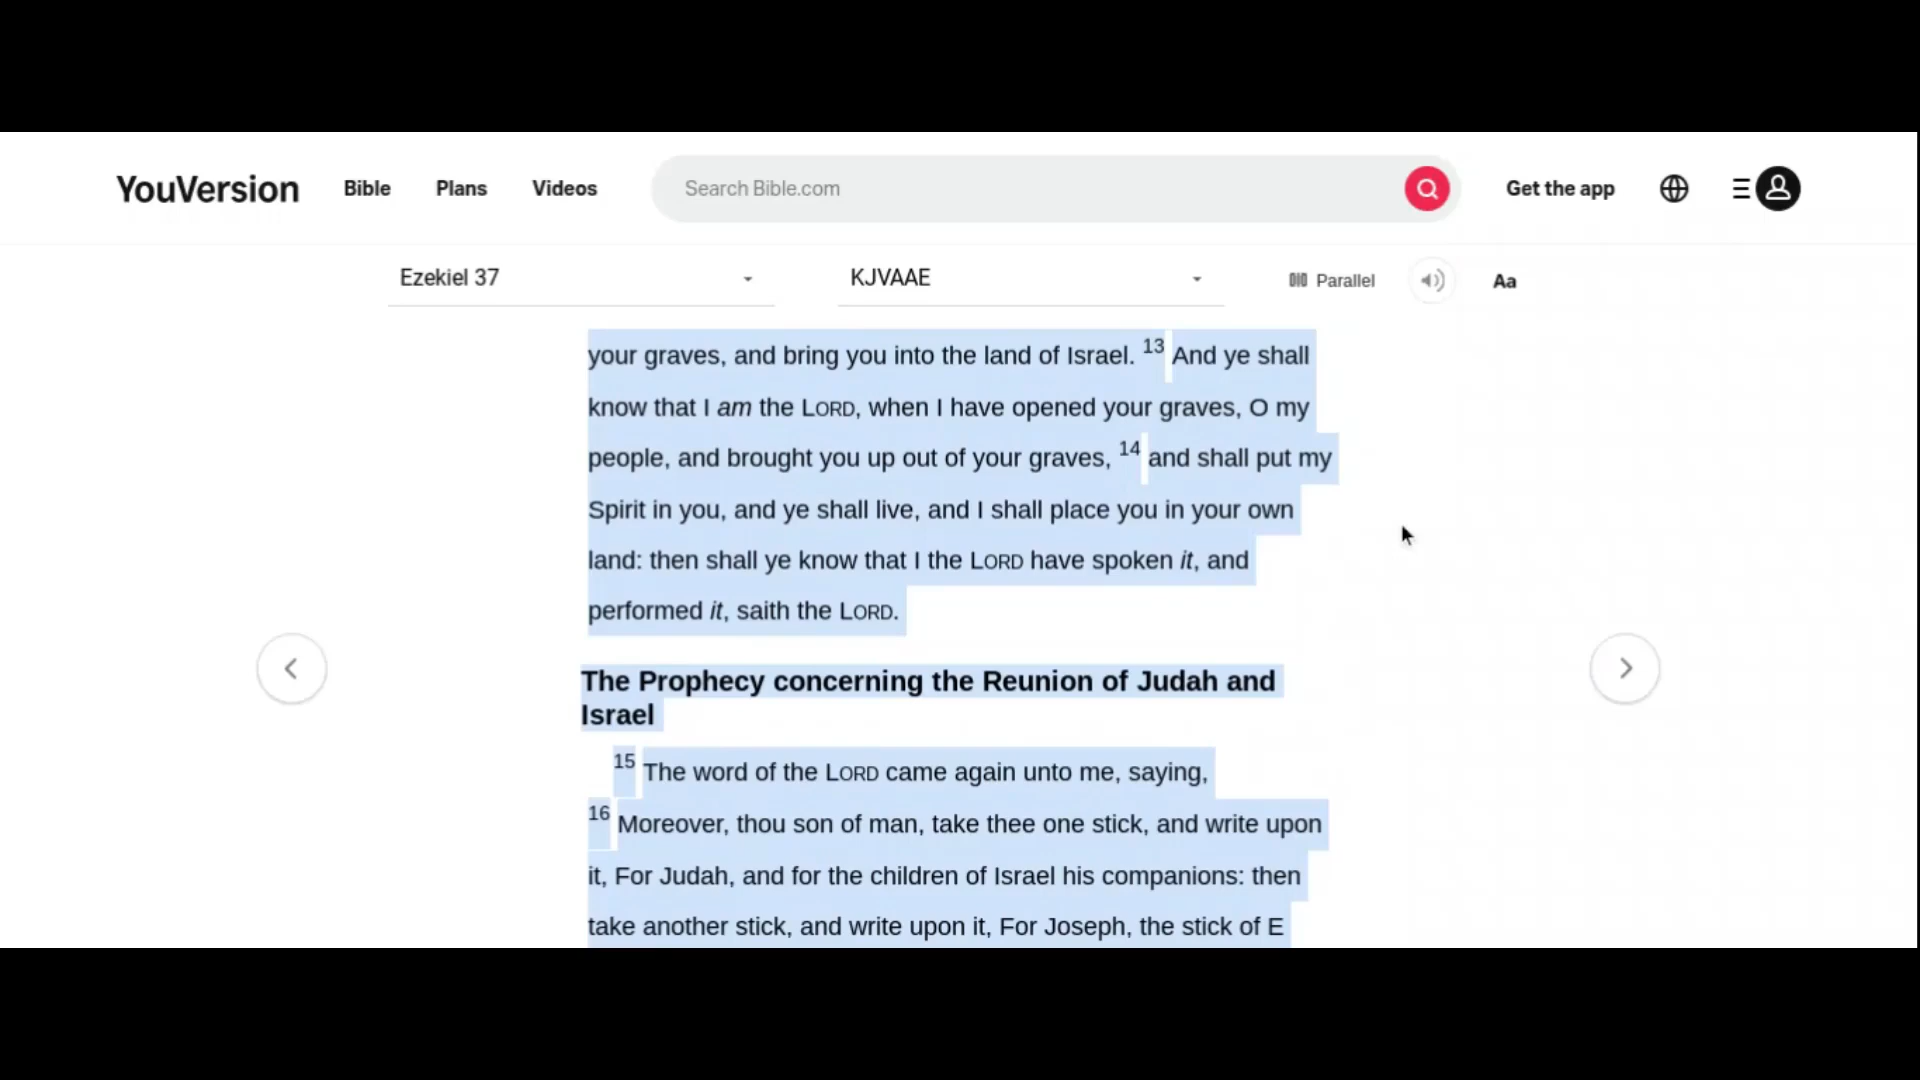 YouVersion Bible Plans Videos Search Bible.com Get the app
Ezekiel 37 KJVAAE Parallel Aa
your graves, and bring you into the land of Israel. 13 And ye shall
know that I am the LORD, when I have opened your graves, O my
people, and brought you up out of your graves, 14 and shall put my
Spirit in you, and ye shall live, and I shall place you in your own
land: then shall ye know that I the LORD have spoken it, and
performed it, saith the LORD.
The Prophecy concerning the Reunion of Judah and
Israel
15 The word of the LORD came again unto me, saying,
16 Moreover, thou son of man, take thee one stick, and write upon
it, For Judah, and for the children of Israel his companions: then
take another stick, and write upon it, For Joseph, the stick of E